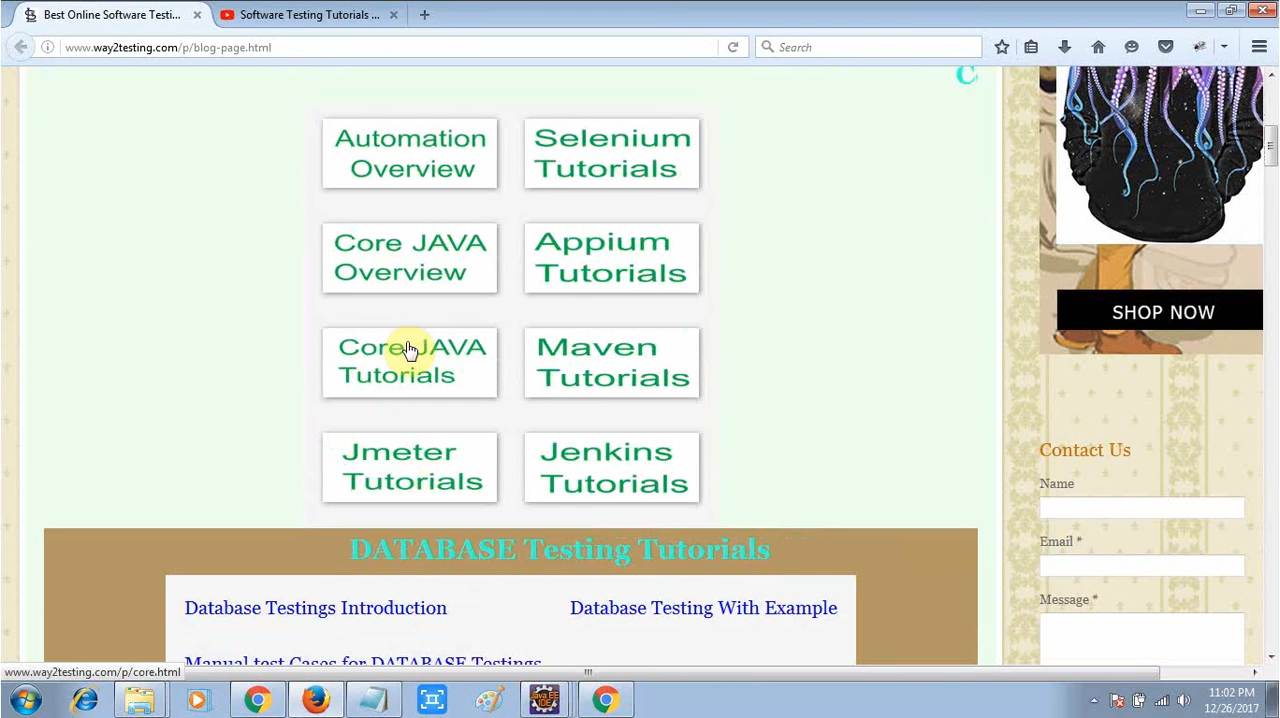 Best Online Software Testi...
Software Testing Tutorials ...
www.way2testing.com/p/blog-page.html
Search
C
Automation
Overview
Selenium
Tutorials
Core JAVA
Overview
Appium
Tutorials
SHOP NOW
Core JAVA
Tutorials
Maven
Tutorials
Jmeter
Tutorials
Jenkins
Tutorials
Contact Us
Name
Email *
Message *
DATABASE Testing Tutorials
Database Testings Introduction
Database Testing With Example
Manual test Cases for DATABASE Testings
www.way2testing.com/p/core.html
Java EE
IDE
11:02 PM
12/26/2017